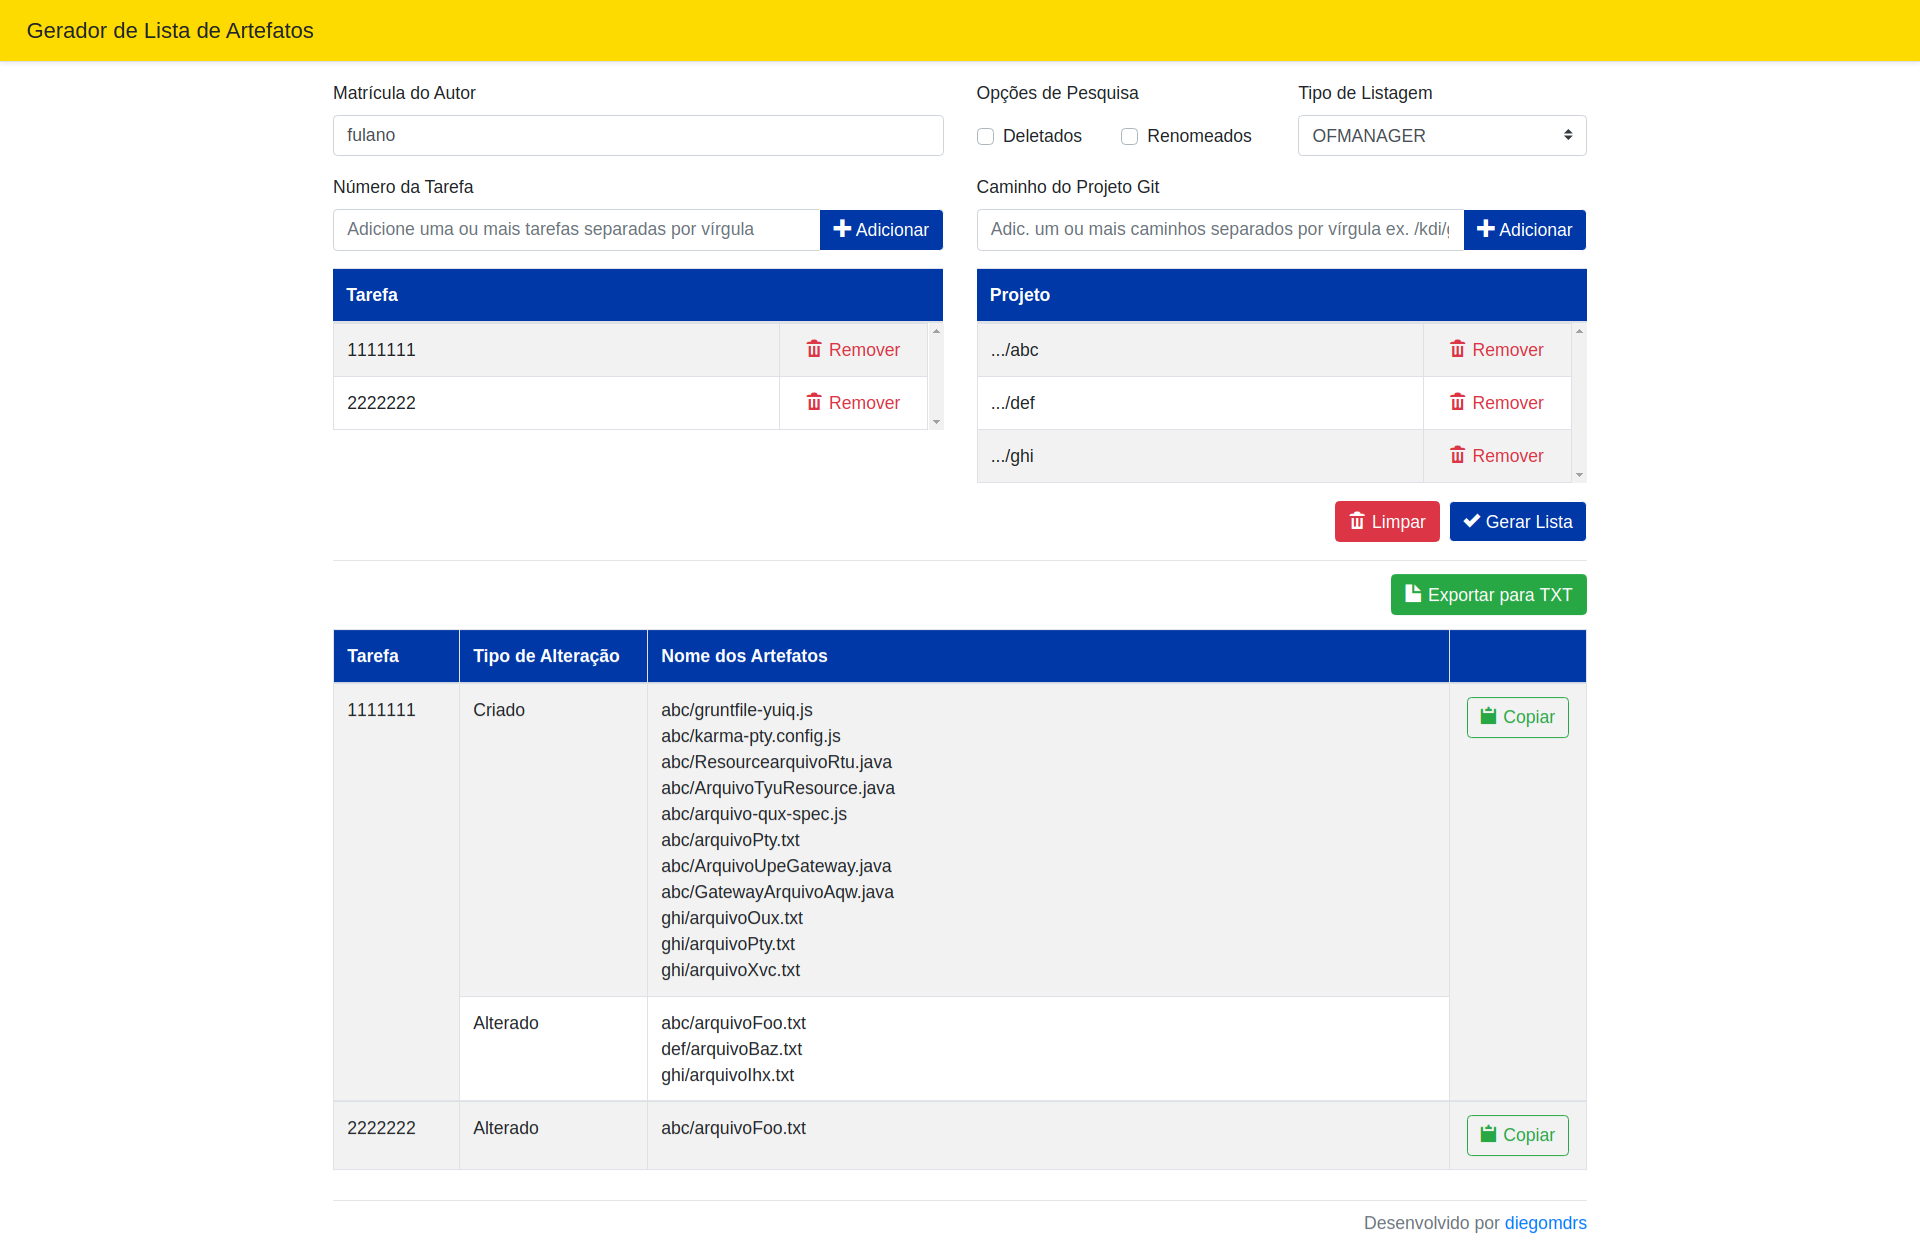 Gerador de Lista de Artefatos
Matrícula do Autor
Opções de Pesquisa
Tipo de Listagem
fulano
Deletados
Renomeados
OFMANAGER
Número da Tarefa
Caminho do Projeto Git
Adicione uma ou mais tarefas separadas por vírgula
Adicionar
Adic. um ou mais caminhos separados por vírgula ex. /kdi/
Adicionar
Tarefa
1111111
Remover
2222222
Remover
Projeto
.../abc
Remover
.../def
Remover
.../ghi
Remover
Limpar
Gerar Lista
Exportar para TXT
Tarefa
Tipo de Alteração
Nome dos Artefatos
1111111
Criado
abc/gruntfile-yuiq.js
abc/karma-pty.config.js
abc/ResourcearquivoRtu.java
abc/ArquivoTyuResource.java
abc/arquivo-qux-spec.js
abc/arquivoPty.txt
abc/ArquivoUpeGateway.java
abc/GatewayArquivoAqw.java
ghi/arquivoOux.txt
ghi/arquivoPty.txt
ghi/arquivoXvc.txt
Copiar
Alterado
abc/arquivoFoo.txt
def/arquivoBaz.txt
ghi/arquivoIhx.txt
2222222
Alterado
abc/arquivoFoo.txt
Copiar
Desenvolvido por diegomdrs